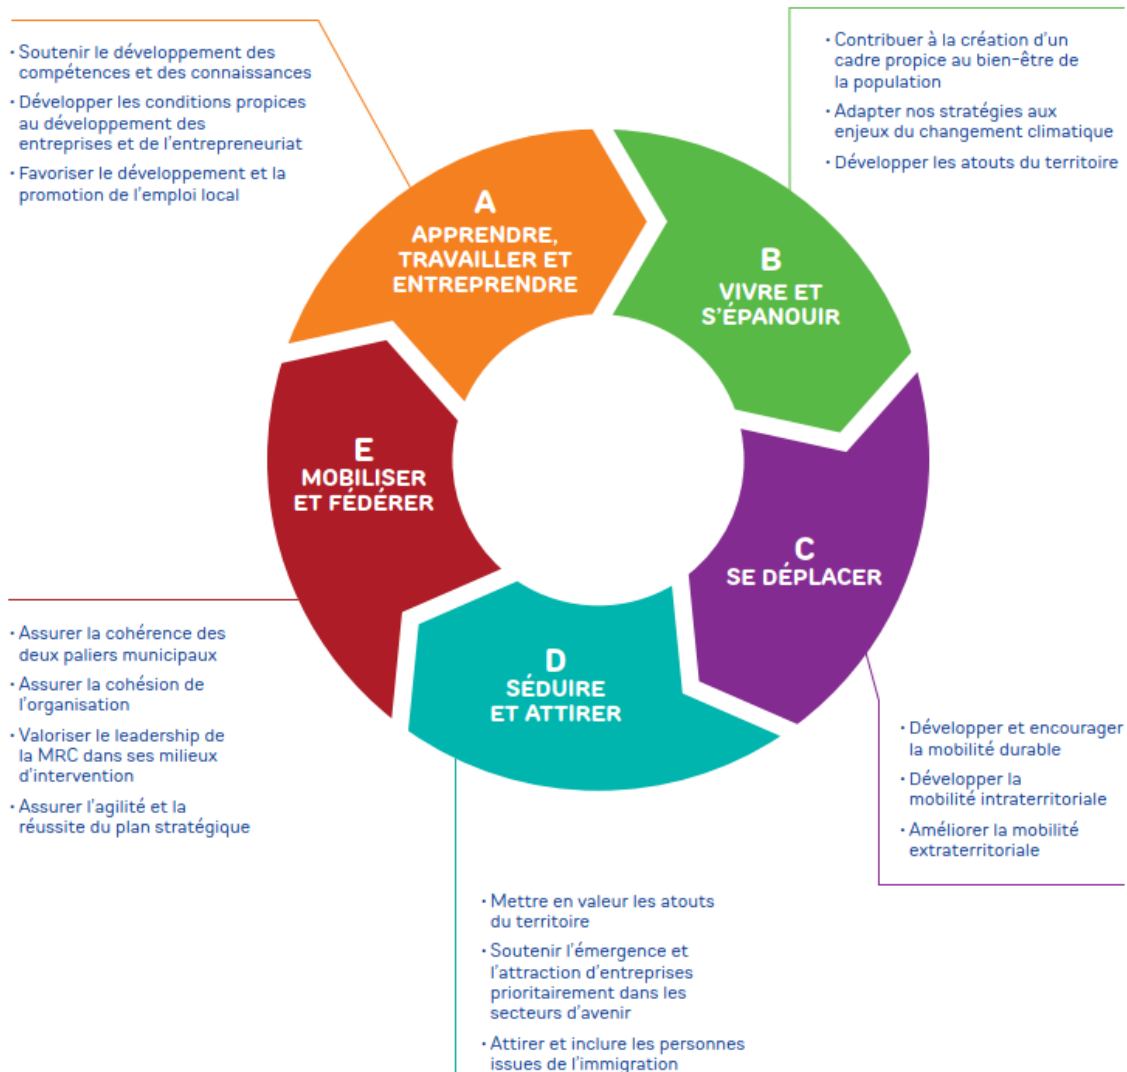 · Soutenir le développement des
compétences et des connaissances
· Développer les conditions propices
au développement des
entreprises et de l'entrepreneuriat
· Favoriser le développement et la
promotion de l'emploi local
· Contribuer à la création d'un
cadre propice au bien-être de
la population
· Adapter nos stratégies aux
enjeux du changement climatique
· Développer les atouts du territoire
A
APPRENDRE,
TRAVAILLER ET
ENTREPRENDRE
B
VIVRE ET
S'ÉPANOUIR
C
SE DÉPLACER
D
SÉDUIRE
ET ATTIRER
E
MOBILISER
ET FÉDÉRER
· Assurer la cohérence des
deux paliers municipaux
· Assurer la cohésion de
l'organisation
· Valoriser le leadership de
la MRC dans ses milieux
d'intervention
· Assurer l'agilité et la
réussite du plan stratégique
· Développer et encourager
la mobilité durable
· Développer la
mobilité intraterritoriale
· Améliorer la mobilité
extraterritoriale
· Mettre en valeur les atouts
du territoire
· Soutenir l'émergence et
l'attraction d'entreprises
prioritairement dans les
secteurs d'avenir
· Attirer et inclure les personnes
issues de l'immigration